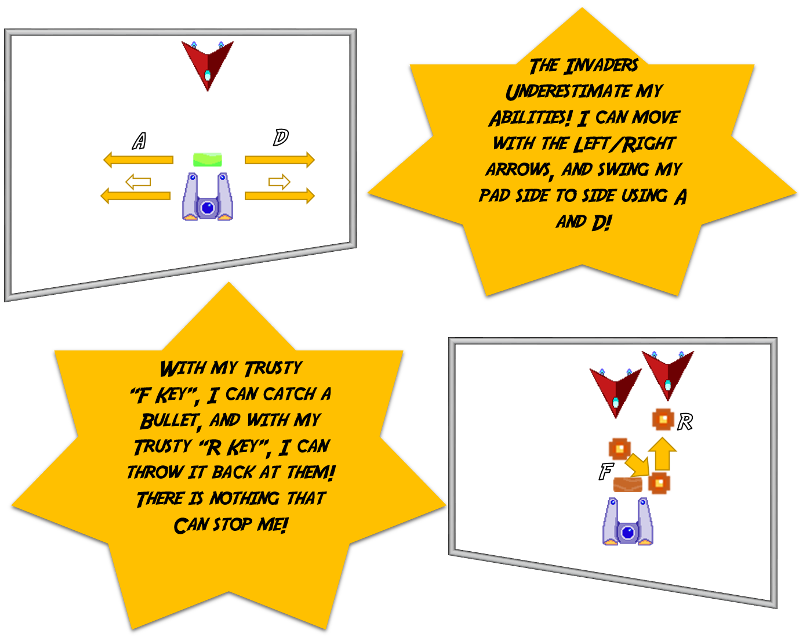 A
D
The Invaders
Underestimate my
Abilities! I can move
with the Left/Right
arrows, and swing my
pad side to side using A
and D!
With my Trusty
“F Key”, I can catch a
Bullet, and with my
Trusty “R Key”, I can
throw it back at them!
There is nothing that
Can stop me!
R
F